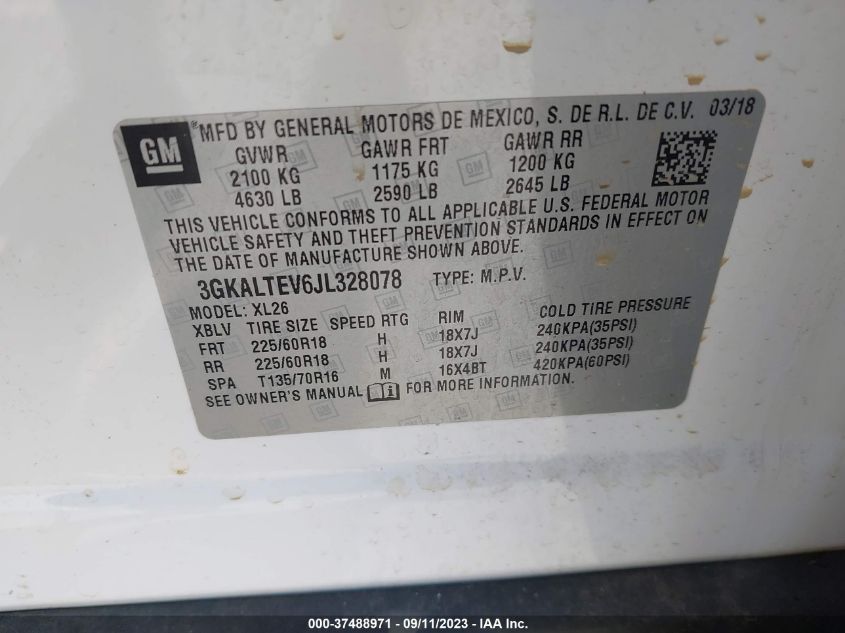 GM
®MFD BY GENERAL MOTORS DE MEXICO, S. DE R.L. DE C.V. 03/18
GVWR GAWR FRT GAWR RR
2100 KG 1175 KG 1200 KG
4630 LB 2590 LB 2645 LB
THIS VEHICLE CONFORMS TO ALL APPLICABLE U.S. FEDERAL MOTOR
VEHICLE SAFETY AND THEFT PREVENTION STANDARDS IN EFFECT ON
THE DATE OF MANUFACTURE SHOWN ABOVE.
3GKALTEV6JL328078 TYPE: M.P.V.
MODEL: XL26
XBLV TIRE SIZE SPEED RTG RIM COLD TIRE PRESSURE
FRT 225/60R18 H 18X7J 240KPA(35PSI)
RR 225/60R18 H 18X7J 240KPA(35PSI)
SPA T135/70R16 M 16X4BT 420KPA(60PSI)
SEE OWNER'S MANUAL FOR MORE INFORMATION.
000-37488971 - 09/11/2023 - IAA Inc.